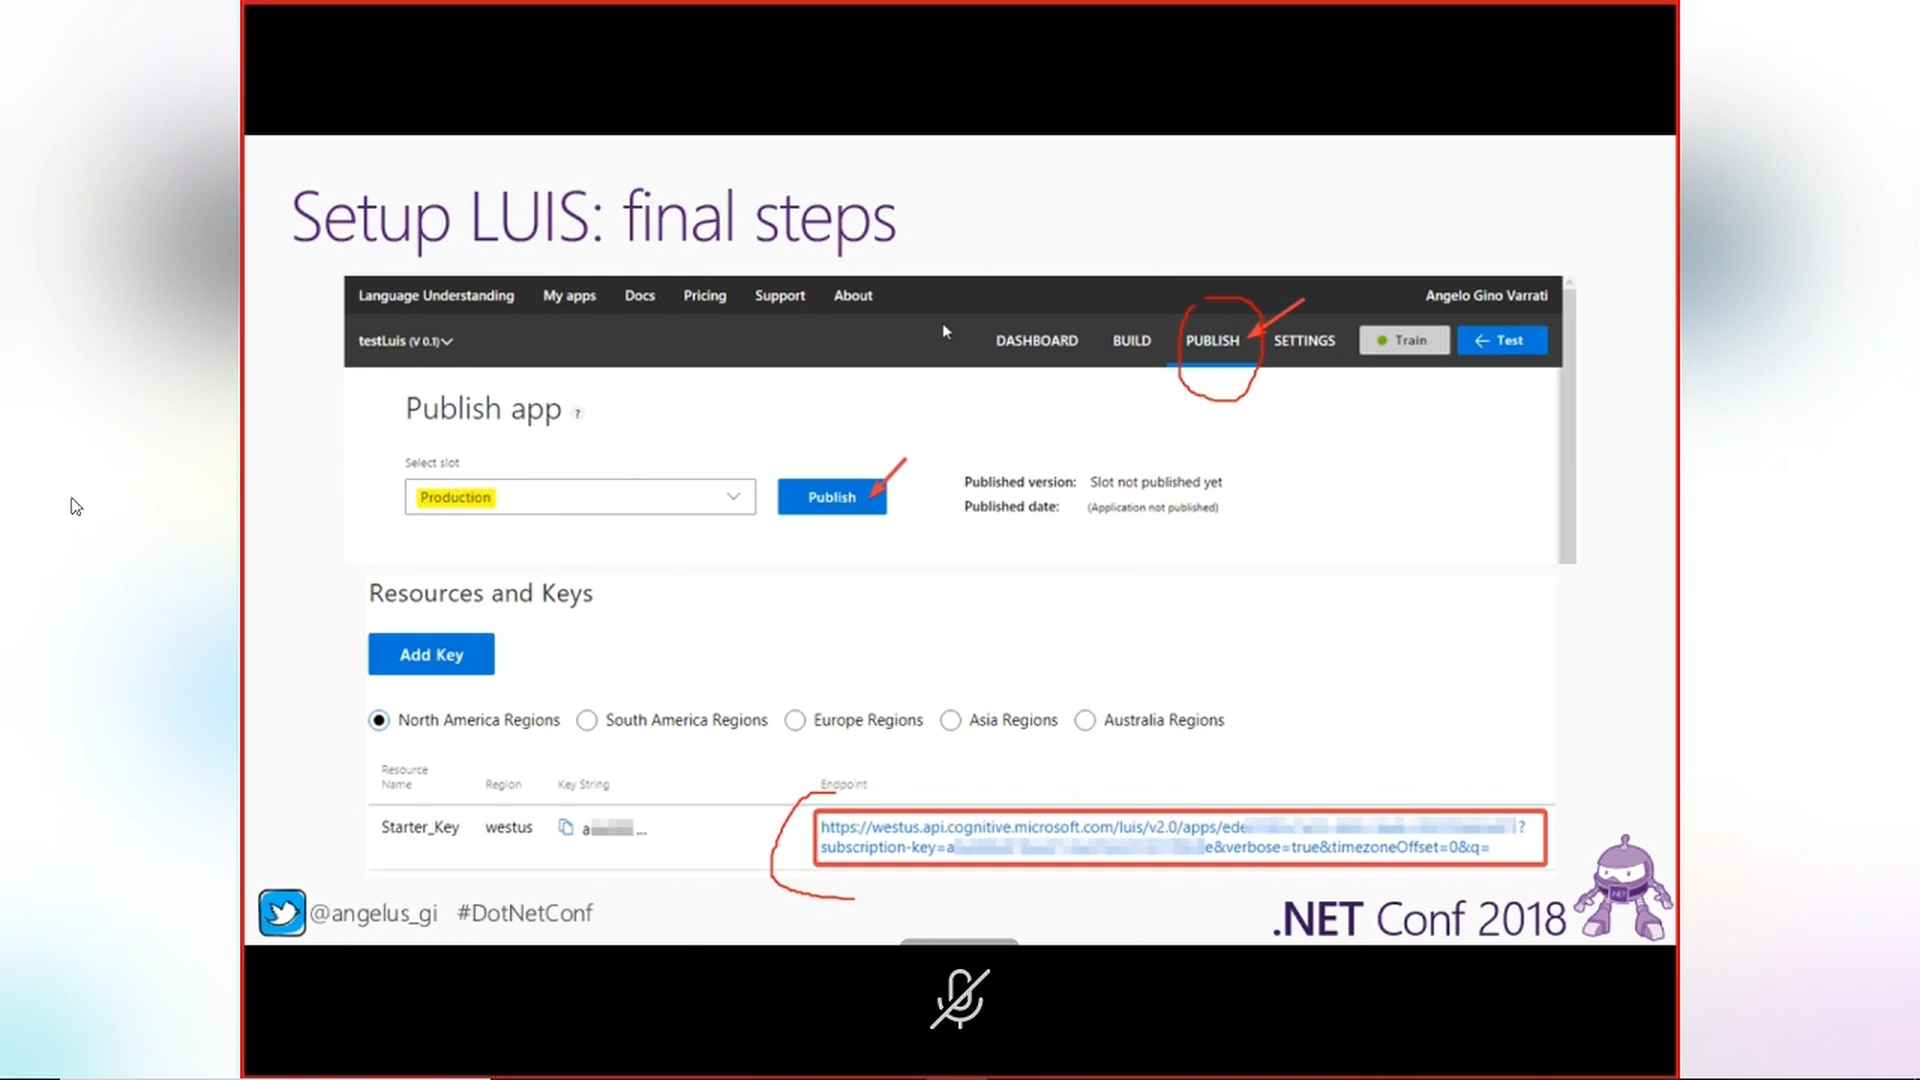 Setup LUIS: final steps
Language Understanding My apps Docs Pricing Support About Angelo Gino Varrati
testLuis (V 0.1) DASHBOARD BUILD PUBLISH SETTINGS Train Test
Publish app ?
Select slot
Production Publish
Published version: Slot not published yet
Published date: (Application not published)
Resources and Keys
Add Key
North America Regions South America Regions Europe Regions Asia Regions Australia Regions
Resource Name Region Key String Endpoint
Starter_Key westus a ... https://westus.api.cognitive.microsoft.com/luis/v2.0/apps/ede ?
subscription-key=a e&verbose=true&timezoneOffset=0&q=
@angelus_gi #DotNetConf
.NET Conf 2018
.NET